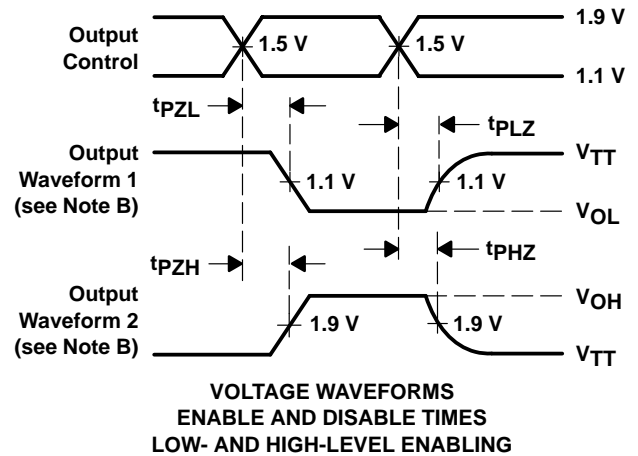 1.9 V
Output
Control
1.5 V
1.5 V
1.1 V
tPZL
tPLZ
Output
Waveform 1
(see Note B)
1.1 V
1.1 V
VTT
VOL
tPZH
tPHZ
Output
Waveform 2
(see Note B)
1.9 V
1.9 V
VOH
VTT
VOLTAGE WAVEFORMS
ENABLE AND DISABLE TIMES
LOW- AND HIGH-LEVEL ENABLING